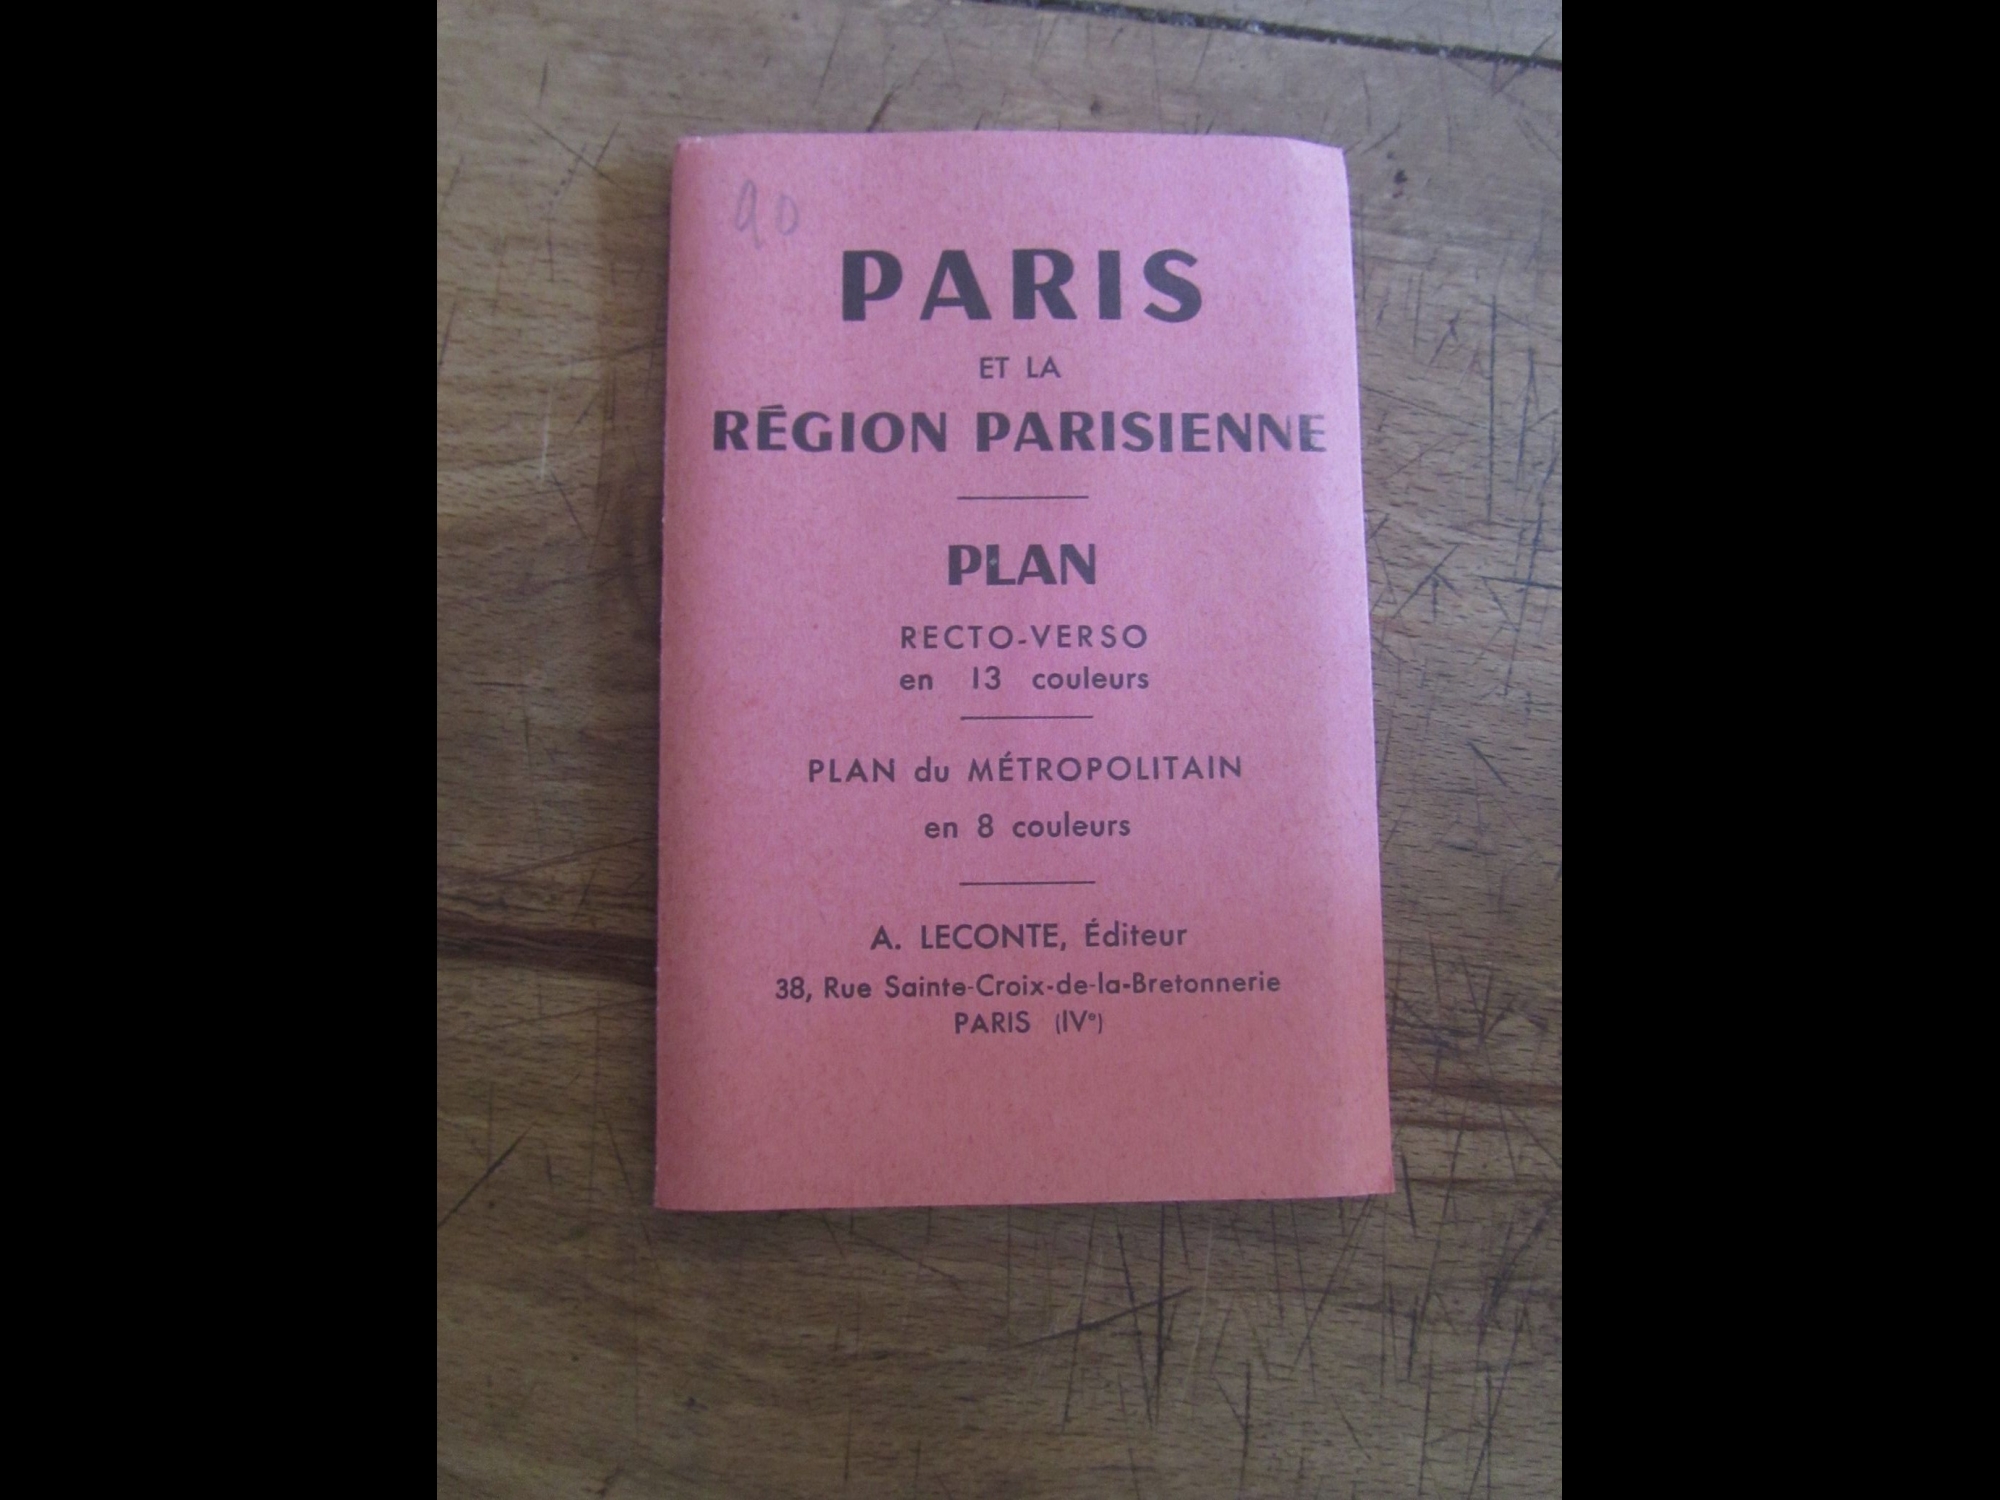 90
PARIS
ET LA
RÉGION PARISIENNE
PLAN
RECTO-VERSO
en 13 couleurs
PLAN du MÉTROPOLITAIN
en 8 couleurs
A. LECONTE, Éditeur
38, Rue Sainte-Croix-de-la-Bretonnerie
PARIS (IVᵉ)